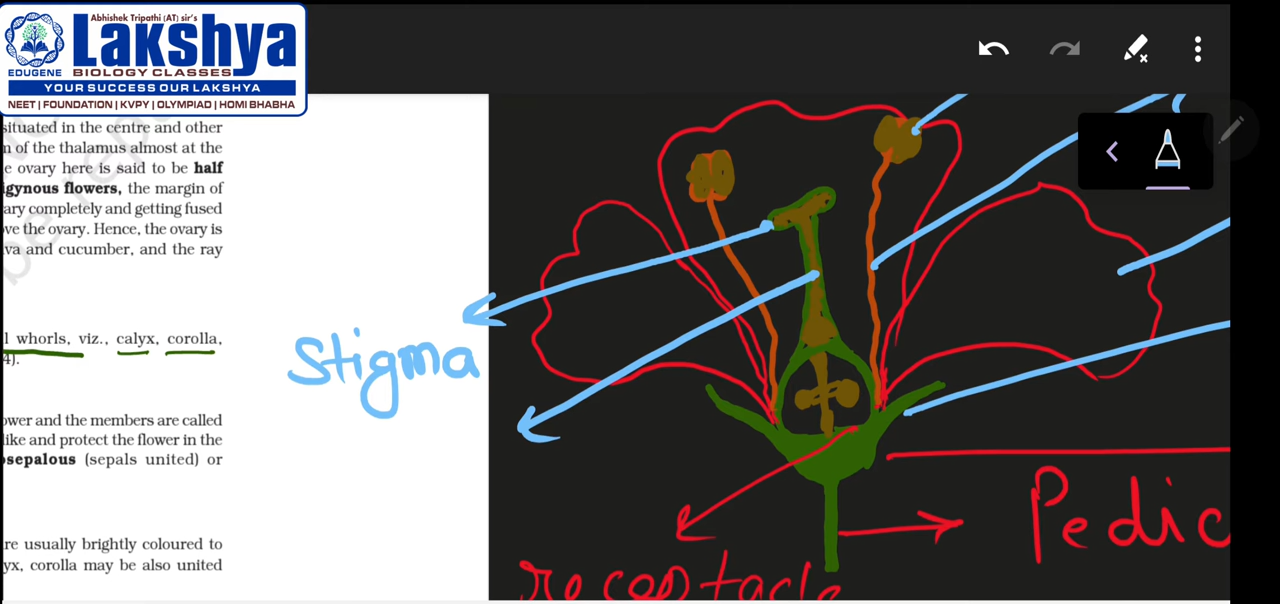 Abhishek Tripathi (AT) sir's
Lakshya
EDUGENE
BIOLOGY CLASSES
YOUR SUCCESS OUR LAKSHYA
NEET | FOUNDATION | KVPY | OLYMPIAD | HOMI BHABHA
situated in the centre and other
n of the thalamus almost at the
e ovary here is said to be half
igynous flowers, the margin of
ary completely and getting fused
ve the ovary. Hence, the ovary is
va and cucumber, and the ray
l whorls, viz., calyx, corolla,
4).
ower and the members are called
like and protect the flower in the
osepalous (sepals united) or
re usually brightly coloured to
yx, corolla may be also united
Stigma
Pedic
receptacle